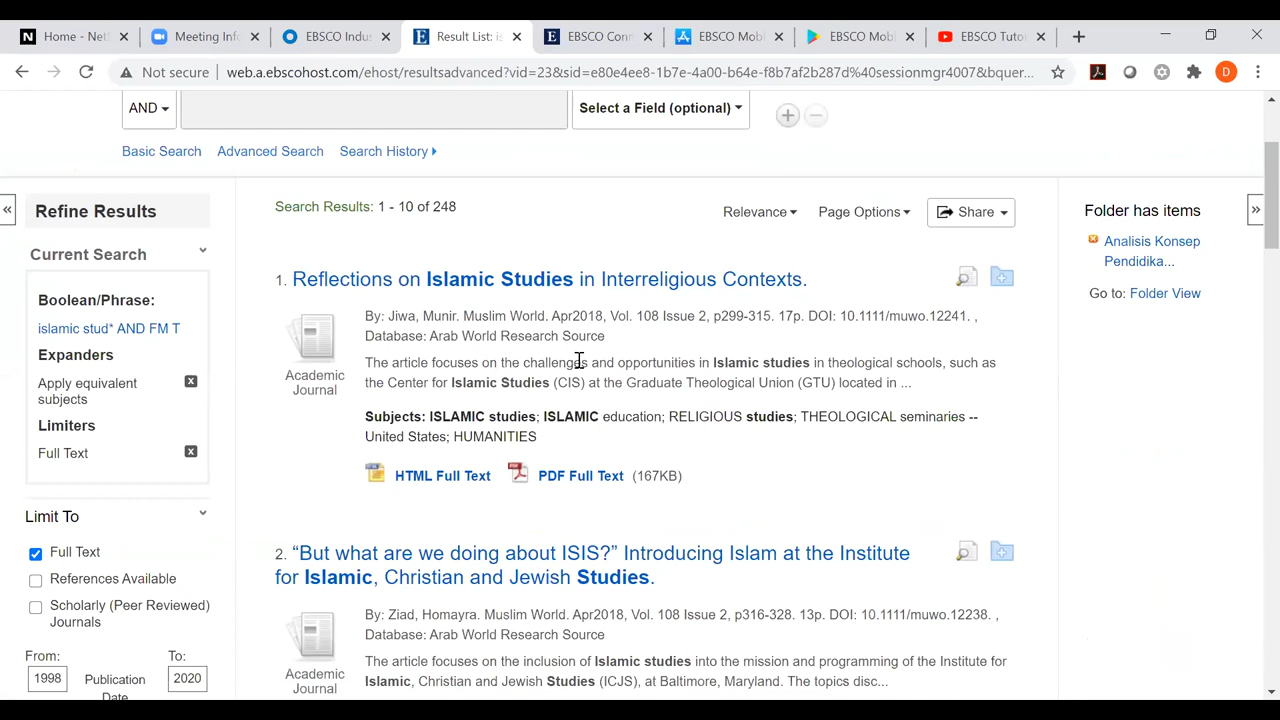 Home - Netf
Meeting Info
EBSCO Indus
Result List: is
EBSCO Conn
EBSCO Mobi
EBSCO Mobi
EBSCO Tutor
Not secure
web.a.ebscohost.com/ehost/resultsadvanced?vid=23&sid=e80e4ee8-1b7e-4a00-b64e-f8b7af2b287d%40sessionmgr4007&bquer...
D
AND
Select a Field (optional)
Basic Search
Advanced Search
Search History
«
Refine Results
Current Search
Boolean/Phrase:
islamic stud* AND FM T
Expanders
Apply equivalent
subjects
Limiters
Full Text
Limit To
Full Text
References Available
Scholarly (Peer Reviewed)
Journals
From:
To:
1998
Publication
Date
2020
Search Results: 1 - 10 of 248
Relevance
Page Options
Share
1. Reflections on Islamic Studies in Interreligious Contexts.
By: Jiwa, Munir. Muslim World. Apr2018, Vol. 108 Issue 2, p299-315. 17p. DOI: 10.1111/muwo.12241. ,
Database: Arab World Research Source
Academic
Journal
The article focuses on the challenges and opportunities in Islamic studies in theological schools, such as
the Center for Islamic Studies (CIS) at the Graduate Theological Union (GTU) located in ...
Subjects: ISLAMIC studies; ISLAMIC education; RELIGIOUS studies; THEOLOGICAL seminaries --
United States; HUMANITIES
HTML Full Text
PDF Full Text (167KB)
2. “But what are we doing about ISIS?” Introducing Islam at the Institute
for Islamic, Christian and Jewish Studies.
By: Ziad, Homayra. Muslim World. Apr2018, Vol. 108 Issue 2, p316-328. 13p. DOI: 10.1111/muwo.12238. ,
Database: Arab World Research Source
Academic
Journal
The article focuses on the inclusion of Islamic studies into the mission and programming of the Institute for
Islamic, Christian and Jewish Studies (ICJS), at Baltimore, Maryland. The topics disc...
»
Folder has items
Analisis Konsep
Pendidika...
Go to: Folder View